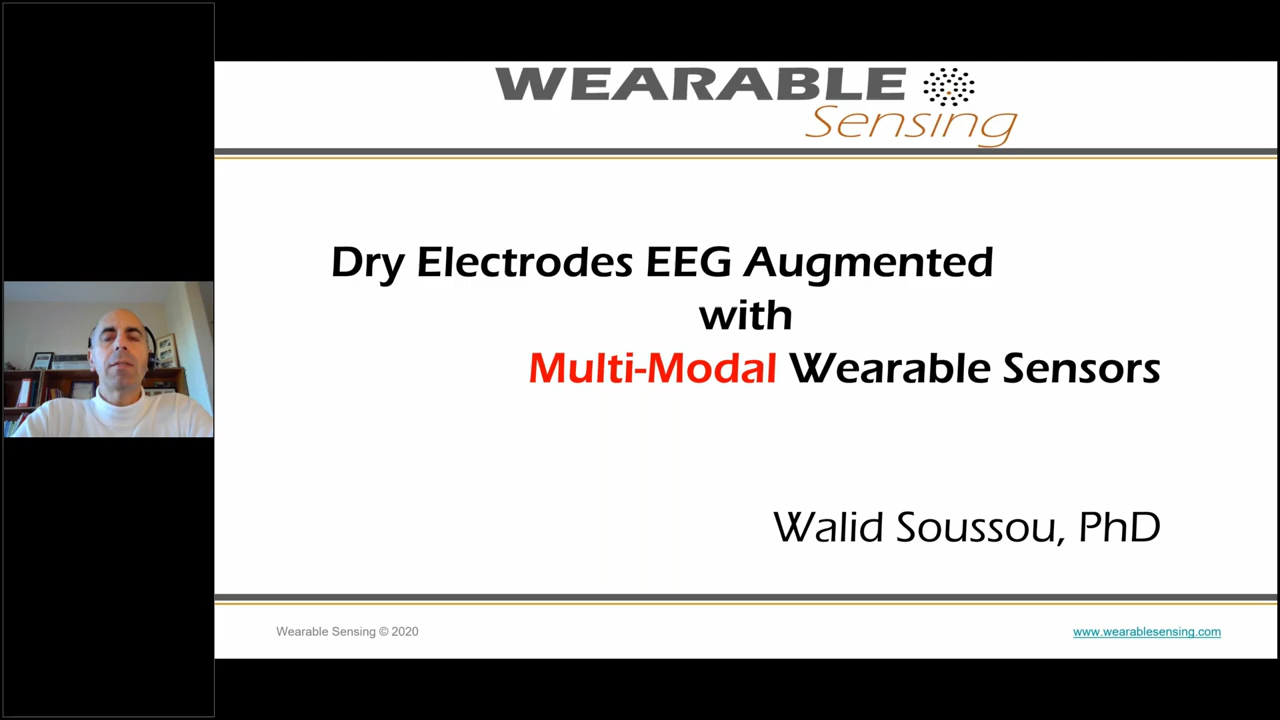 WEARABLE
Sensing
Dry Electrodes EEG Augmented
with
Multi-Modal Wearable Sensors
Walid Soussou, PhD
Wearable Sensing © 2020
www.wearablesensing.com